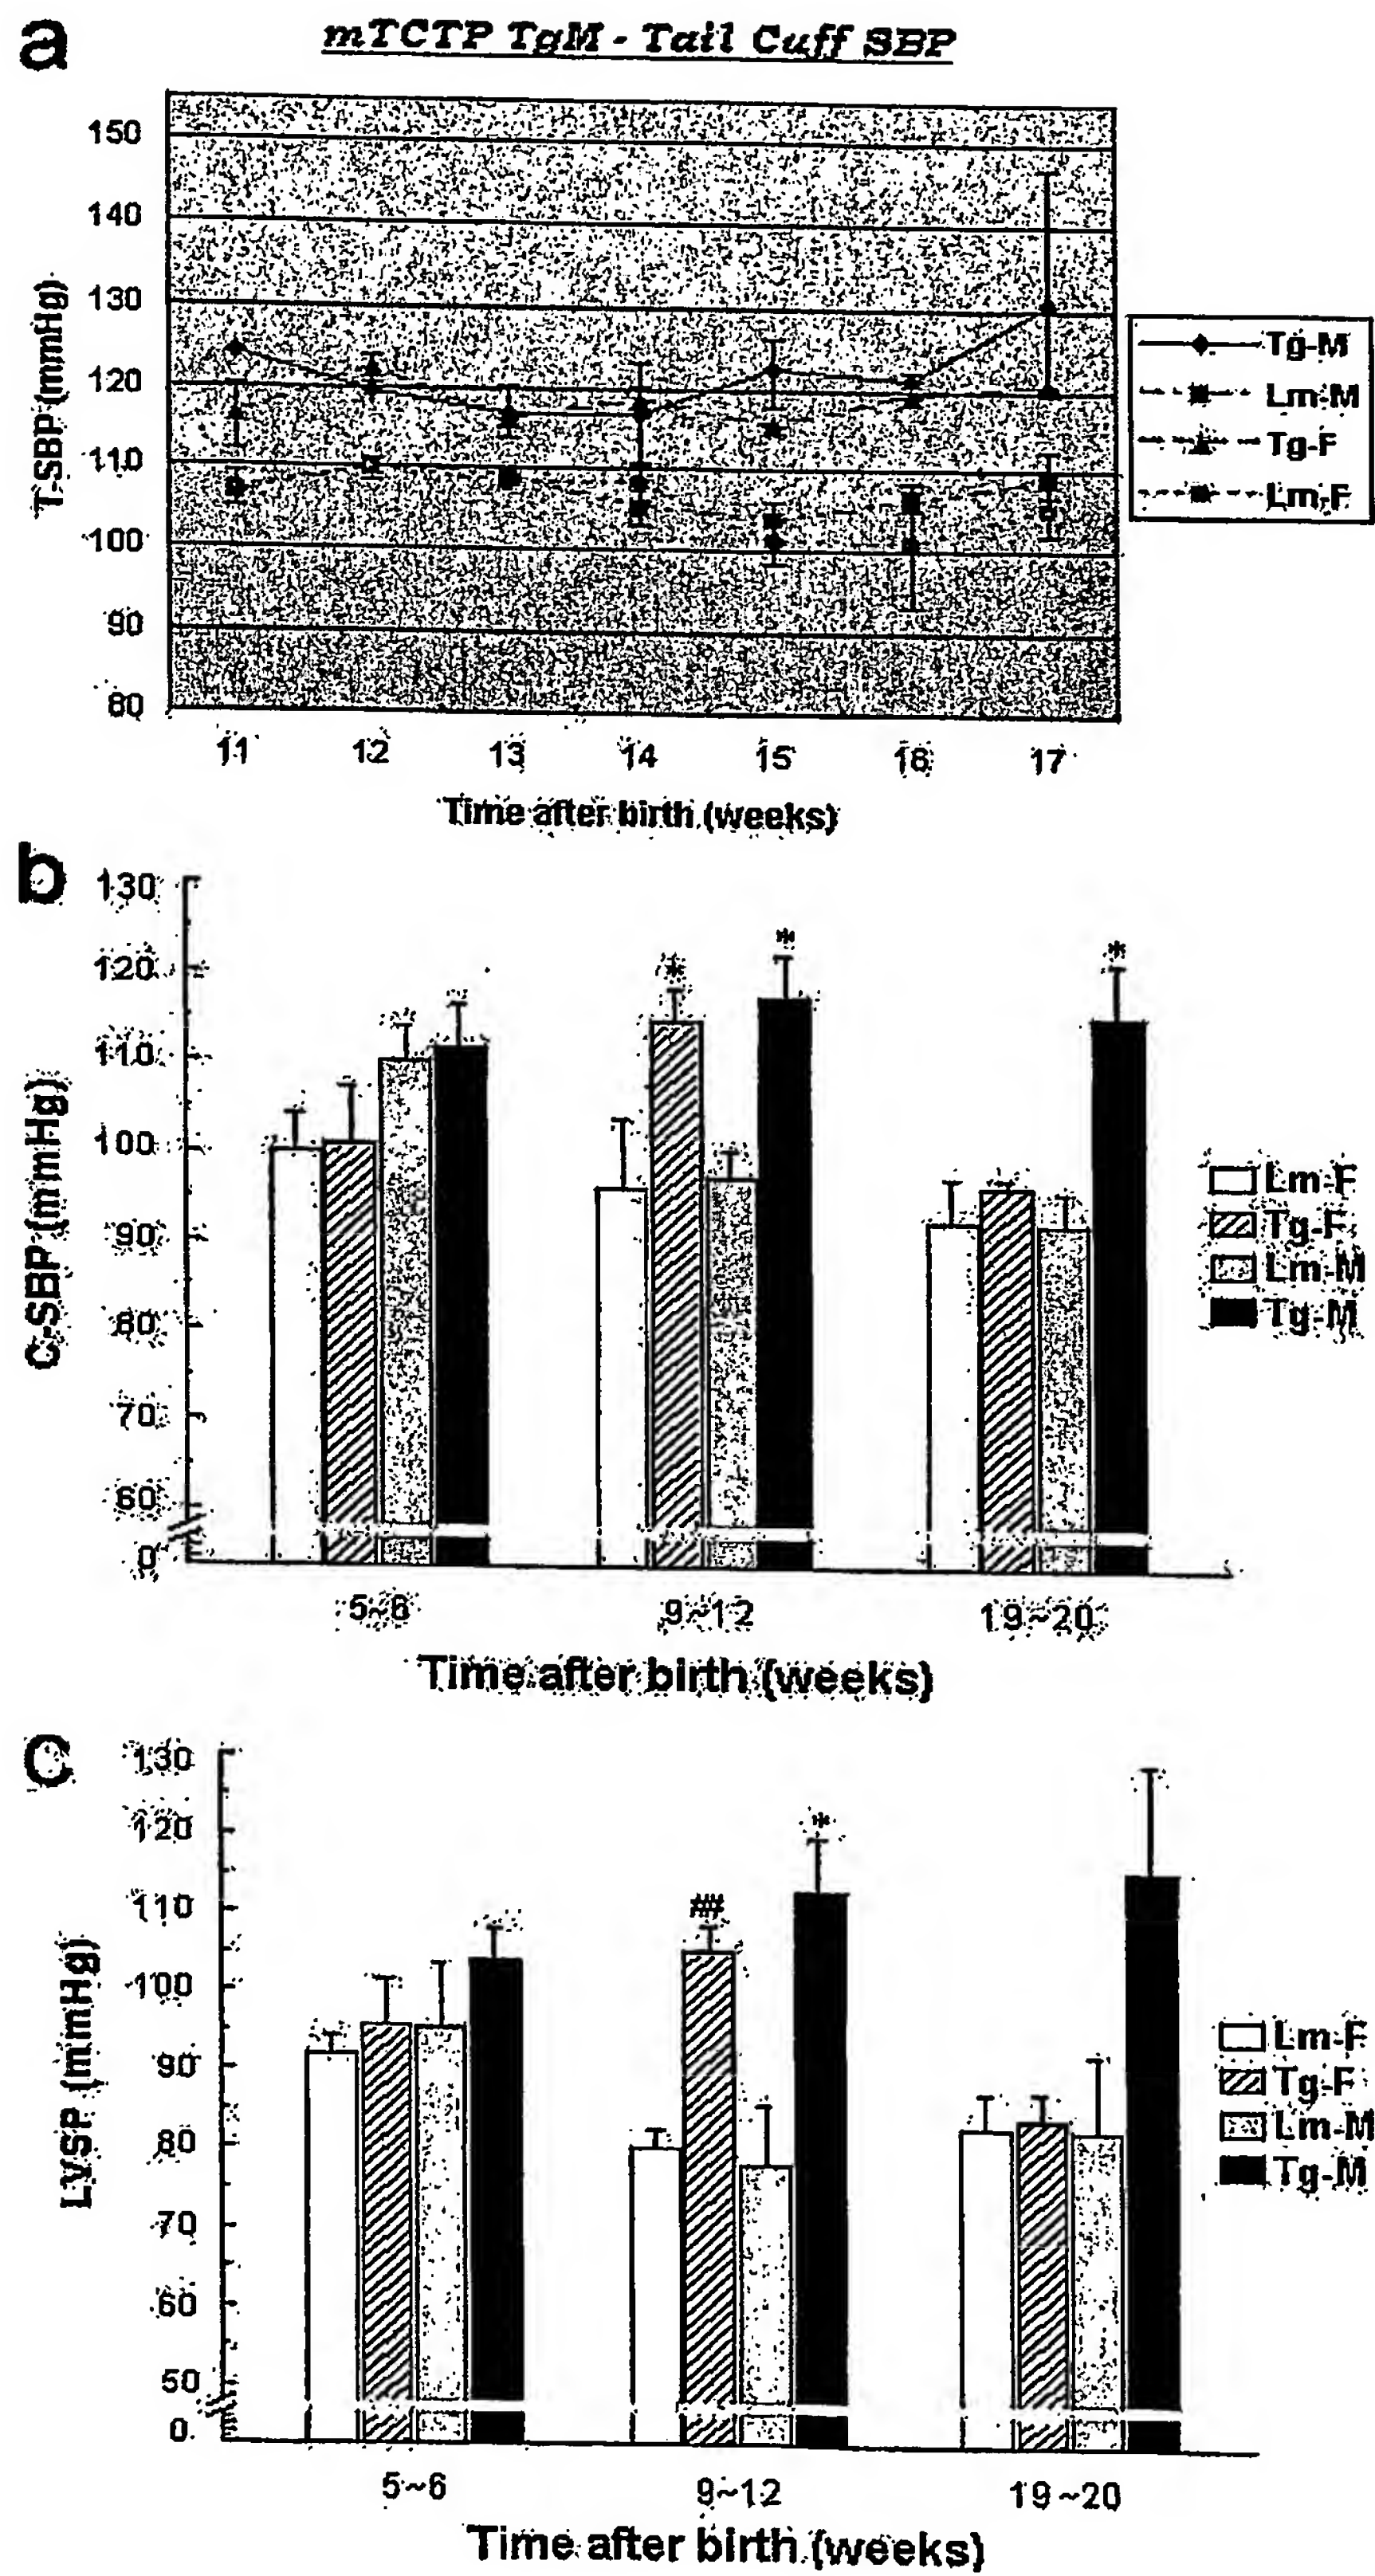 a
mTCTP TgM - Tail Cuff SBP
150
140
130
120
110
100
90
80
T-SBP (mmHg)
11 12 13 14 15 16 17
Time after birth (weeks)
Tg-M
Lm-M
Tg-F
Lm-F
b
130
120
110
100
90
80
70
60
0
C-SBP (mmHg)
* * *
5~6 9~12 19~20
Time after birth (weeks)
Lm-F
Tg-F
Lm-M
Tg-M
c
130
120
110
100
90
80
70
60
50
0
LVSP (mmHg)
## *
5~6 9~12 19~20
Time after birth (weeks)
Lm-F
Tg-F
Lm-M
Tg-M